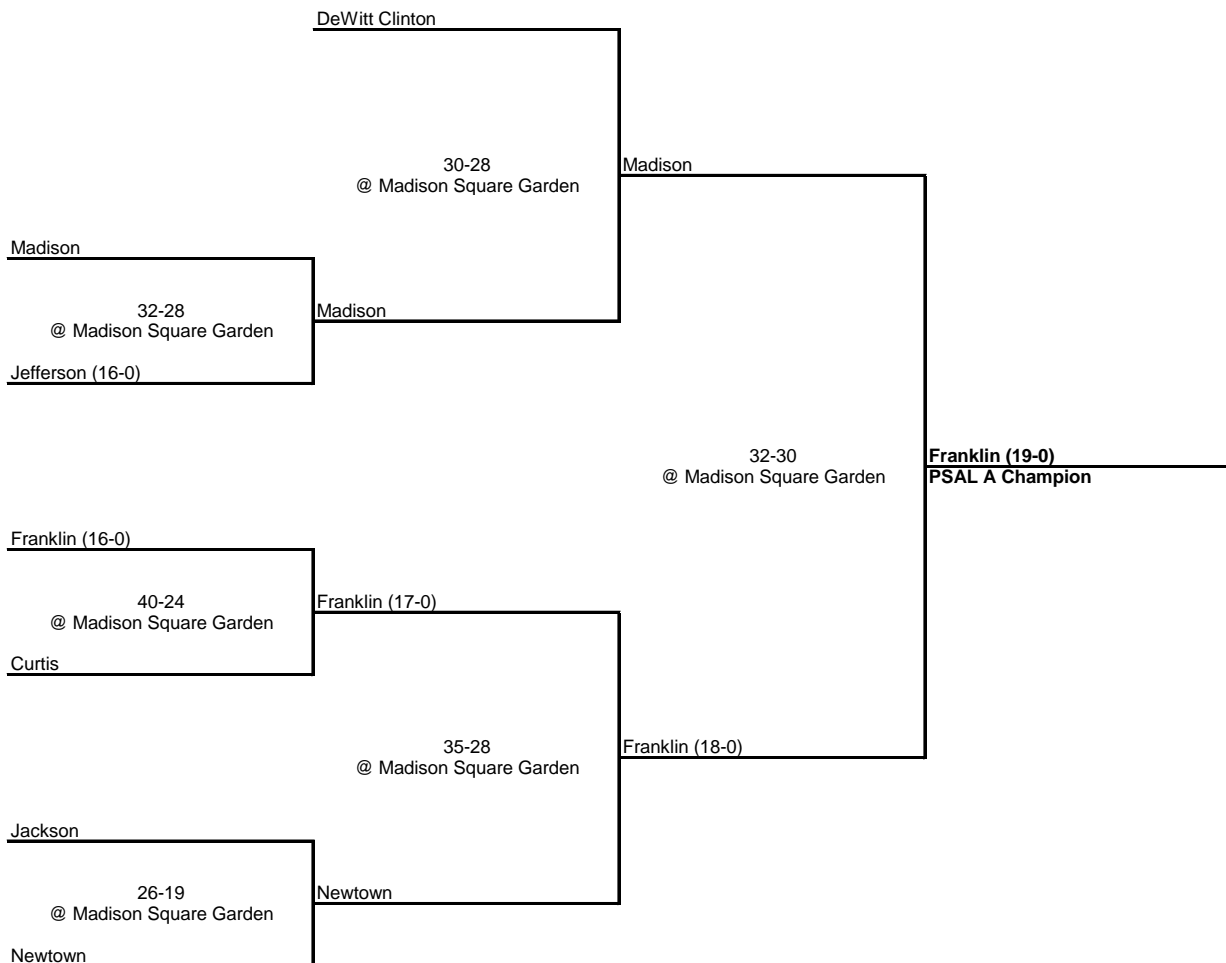 DeWitt Clinton
30-28
@ Madison Square Garden
Madison
Madison
32-28
@ Madison Square Garden
Madison
Jefferson (16-0)
32-30
@ Madison Square Garden
Franklin (19-0)
PSAL A Champion
Franklin (16-0)
40-24
@ Madison Square Garden
Franklin (17-0)
Curtis
35-28
@ Madison Square Garden
Franklin (18-0)
Jackson
26-19
@ Madison Square Garden
Newtown
Newtown